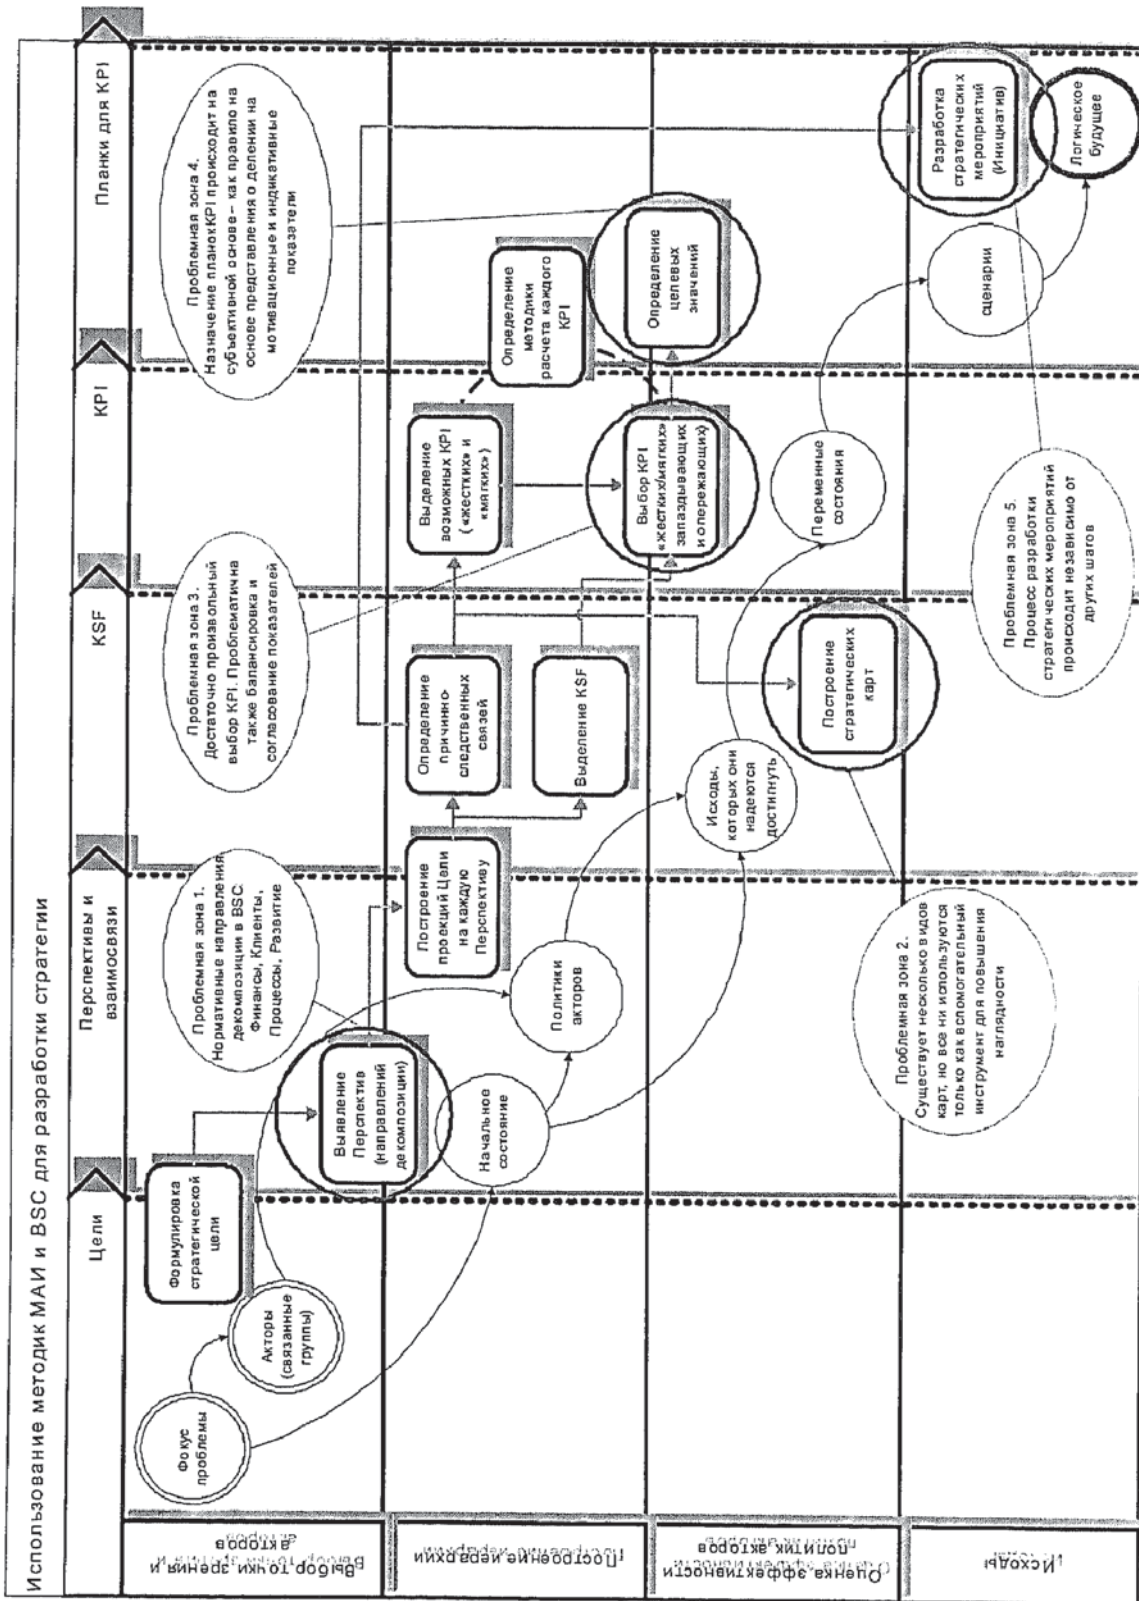 Использование методик МАИ и BSC для разработки стратегии
Цели
Перспективы и
взаимосвязи
KSF
KPI
Планки для KPI
Выбор точки зрения и
акторов
Построение иерархии
Оценка эффективности
политик акторов
Исходы
Фокус
проблемы
Акторы
(связанные
группы)
Формулировка
стратегической
цели
Выявление
Перспектив
(направлений
декомпозиции)
Проблемная зона 1.
Нормативные направления
декомпозиции в BSC:
Финансы, Клиенты,
Процессы, Развитие
Проблемная зона 3.
Достаточно произвольный
выбор KPI. Проблематична
также балансировка и
согласование показателей
Проблемная зона 4.
Назначение планок KPI происходит на
субъективной основе – как правило на
основе представления о делении на
мотивационные и индикативные
показатели
Начальное
состояние
Политики
акторов
Построение
проекций Цели
на каждую
Перспективу
Определение
причинно-
следственных
связей
Выделение KSF
Выделение
возможных KPI
(«жестких» и
«мягких»)
Определение
методики
расчета каждого
KPI
Исходы,
которых они
надеются
достигнуть
Выбор KPI
«жестких/мягких»
запаздывающих
и опережающих)
Определение
целевых
значений
Построение
стратегических
карт
Переменные
состояния
сценарии
Разработка
стратегических
мероприятий
(Инициатив)
Логическое
будущее
Проблемная зона 2.
Существует несколько видов
карт, но все ни используются
только как вспомогательный
инструмент для повышения
наглядности
Проблемная зона 5.
Процесс разработки
стратегических мероприятий
происходит независимо от
других шагов